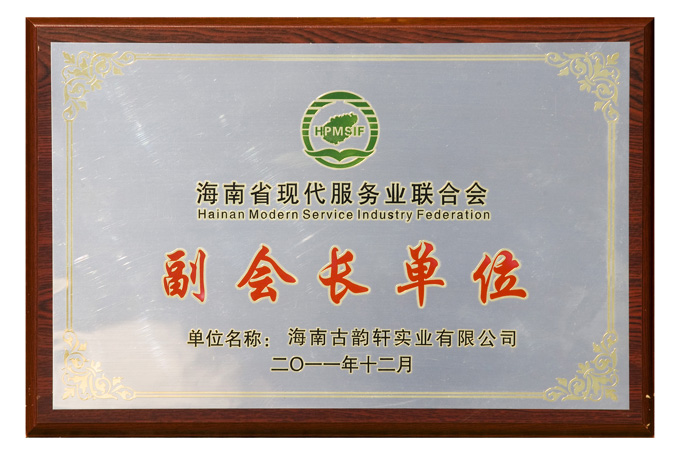 HPMSIF
海南省现代服务业联合会
Hainan Modern Service Industry Federation
副会长单位
单位名称：海南古韵轩实业有限公司
二〇一一年十二月